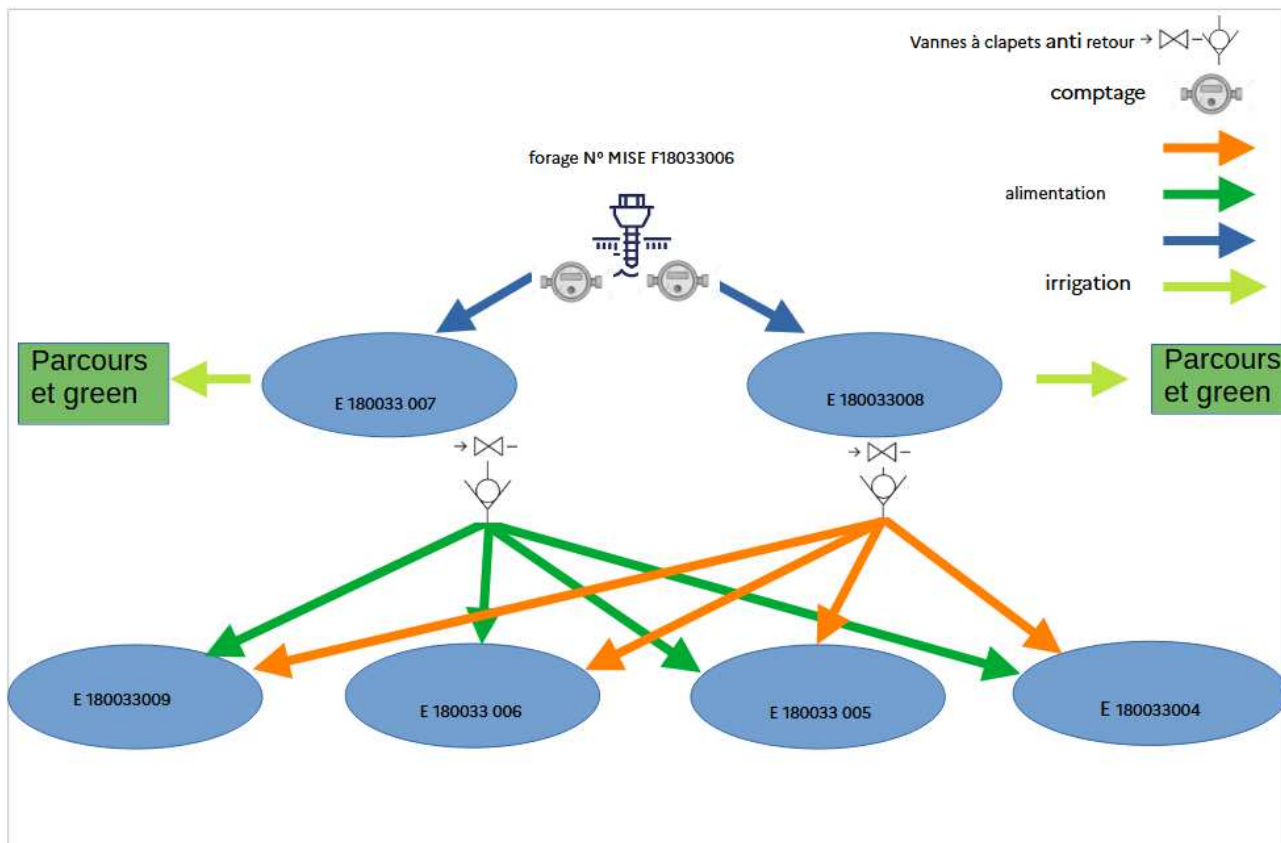 Vannes à clapets anti retour
comptage
forage N° MISE F18033006
alimentation
irrigation
Parcours
et green
E 180033 007
E 180033008
Parcours
et green
E 180033009
E 180033 006
E 180033 005
E 180033004